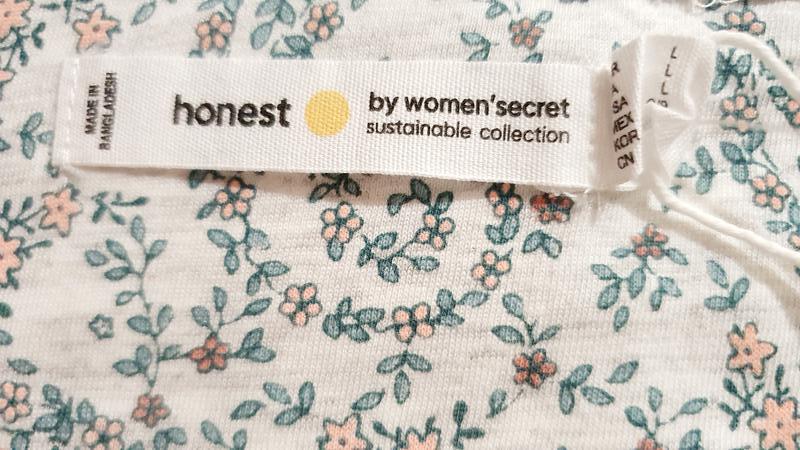 MADE IN
BANGLADESH
honest
by women'secret
sustainable collection
L
L
L
SA
MEX
KOR
CN